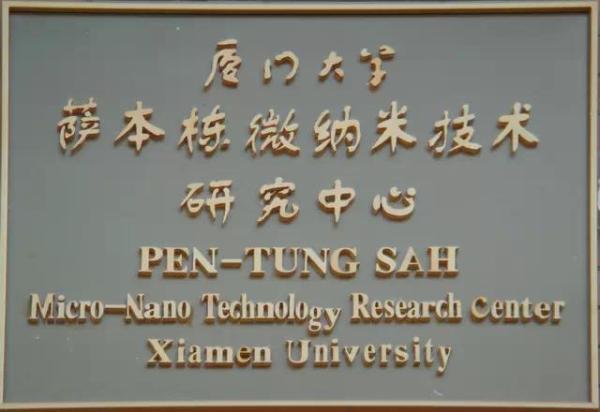 厦门大学
萨本栋微纳米技术
研究中心
PEN-TUNG SAH
Micro-Nano Technology Research Center
Xiamen University